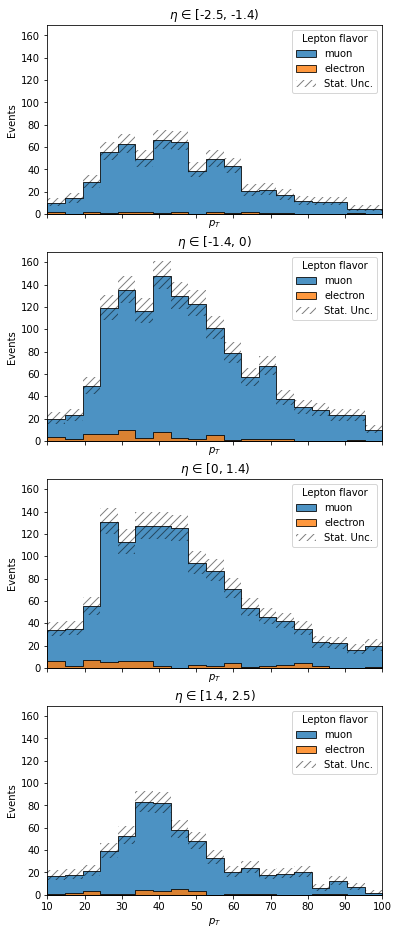 η ∈ [-2.5, -1.4)
160
140
120
100
80
60
40
20
0
Events
Lepton flavor
muon
electron
Stat. Unc.
p_T
η ∈ [-1.4, 0)
160
140
120
100
80
60
40
20
0
Events
Lepton flavor
muon
electron
Stat. Unc.
p_T
η ∈ [0, 1.4)
160
140
120
100
80
60
40
20
0
Events
Lepton flavor
muon
electron
Stat. Unc.
p_T
η ∈ [1.4, 2.5)
160
140
120
100
80
60
40
20
0
Events
Lepton flavor
muon
electron
Stat. Unc.
10 20 30 40 50 60 70 80 90 100
p_T